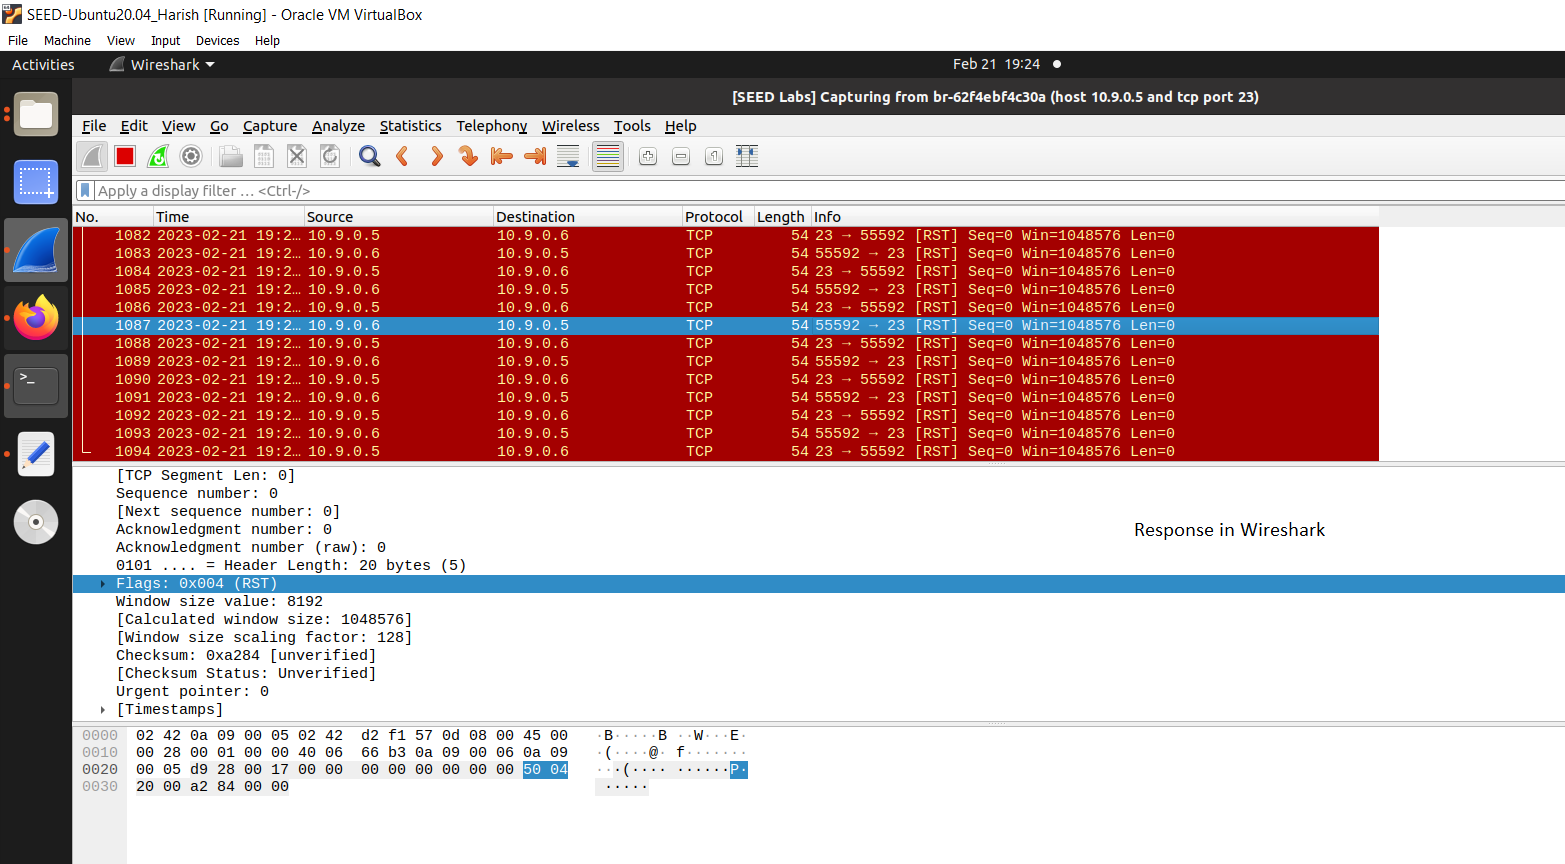 SEED-Ubuntu20.04_Harish [Running] - Oracle VM VirtualBox
File Machine View Input Devices Help
Activities Wireshark Feb 21 19:24
[SEED Labs] Capturing from br-62f4ebf4c30a (host 10.9.0.5 and tcp port 23)
File Edit View Go Capture Analyze Statistics Telephony Wireless Tools Help
Apply a display filter … <Ctrl-/>
No. Time Source Destination Protocol Length Info
1082 2023-02-21 19:2… 10.9.0.5 10.9.0.6 TCP 54 23 → 55592 [RST] Seq=0 Win=1048576 Len=0
1083 2023-02-21 19:2… 10.9.0.6 10.9.0.5 TCP 54 55592 → 23 [RST] Seq=0 Win=1048576 Len=0
1084 2023-02-21 19:2… 10.9.0.5 10.9.0.6 TCP 54 23 → 55592 [RST] Seq=0 Win=1048576 Len=0
1085 2023-02-21 19:2… 10.9.0.6 10.9.0.5 TCP 54 55592 → 23 [RST] Seq=0 Win=1048576 Len=0
1086 2023-02-21 19:2… 10.9.0.5 10.9.0.6 TCP 54 23 → 55592 [RST] Seq=0 Win=1048576 Len=0
1087 2023-02-21 19:2… 10.9.0.6 10.9.0.5 TCP 54 55592 → 23 [RST] Seq=0 Win=1048576 Len=0
1088 2023-02-21 19:2… 10.9.0.5 10.9.0.6 TCP 54 23 → 55592 [RST] Seq=0 Win=1048576 Len=0
1089 2023-02-21 19:2… 10.9.0.6 10.9.0.5 TCP 54 55592 → 23 [RST] Seq=0 Win=1048576 Len=0
1090 2023-02-21 19:2… 10.9.0.5 10.9.0.6 TCP 54 23 → 55592 [RST] Seq=0 Win=1048576 Len=0
1091 2023-02-21 19:2… 10.9.0.6 10.9.0.5 TCP 54 55592 → 23 [RST] Seq=0 Win=1048576 Len=0
1092 2023-02-21 19:2… 10.9.0.5 10.9.0.6 TCP 54 23 → 55592 [RST] Seq=0 Win=1048576 Len=0
1093 2023-02-21 19:2… 10.9.0.6 10.9.0.5 TCP 54 55592 → 23 [RST] Seq=0 Win=1048576 Len=0
1094 2023-02-21 19:2… 10.9.0.5 10.9.0.6 TCP 54 23 → 55592 [RST] Seq=0 Win=1048576 Len=0
[TCP Segment Len: 0]
Sequence number: 0
[Next sequence number: 0]
Acknowledgment number: 0
Response in Wireshark
Acknowledgment number (raw): 0
0101 .... = Header Length: 20 bytes (5)
Flags: 0x004 (RST)
Window size value: 8192
[Calculated window size: 1048576]
[Window size scaling factor: 128]
Checksum: 0xa284 [unverified]
[Checksum Status: Unverified]
Urgent pointer: 0
[Timestamps]
0000 02 42 0a 09 00 05 02 42 d2 f1 57 0d 08 00 45 00 ·B·····B ··W···E·
0010 00 28 00 01 00 00 40 06 66 b3 0a 09 00 06 0a 09 ·(····@· f·······
0020 00 05 d9 28 00 17 00 00 00 00 00 00 00 00 50 04 ···(···· ······P·
0030 20 00 a2 84 00 00 ·····